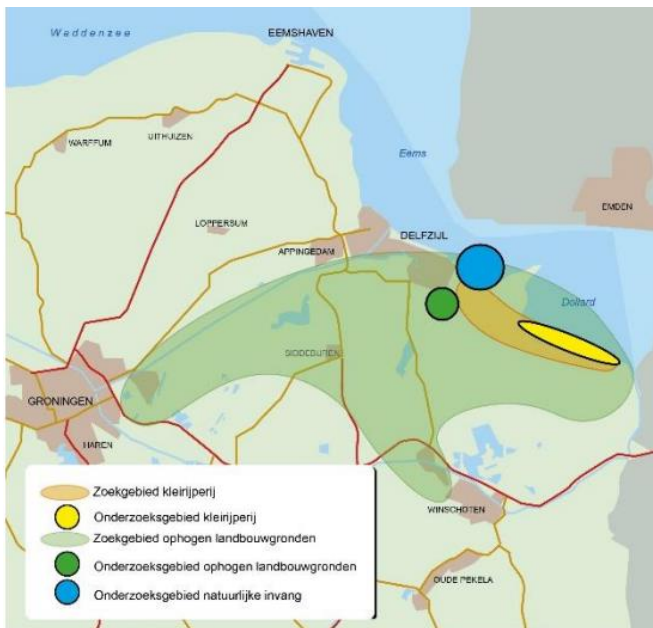 Waddenzee
EEMSHAVEN
UITHUIZEN
WARFFUM
Eems
EMDEN
LOPPERSUM
DELFZIJL
APPINGEDAM
Dollard
SIDDEBUREN
GRONINGEN
HAREN
WINSCHOTEN
OUDE PEKELA
Zoekgebied kleirijperij
Onderzoeksgebied kleirijperij
Zoekgebied ophogen landbouwgronden
Onderzoeksgebied ophogen landbouwgronden
Onderzoeksgebied natuurlijke invang